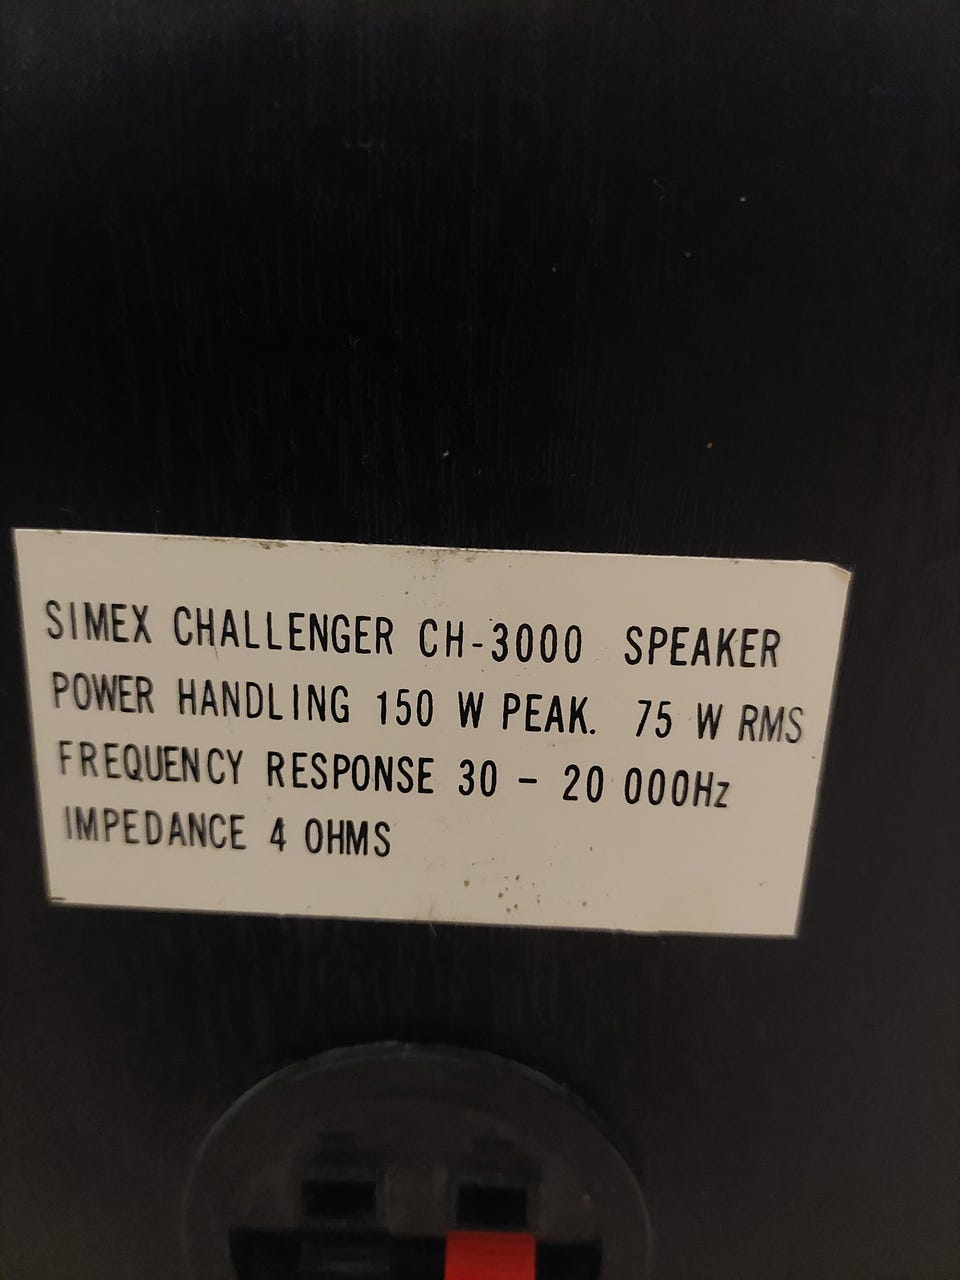 SIMEX CHALLENGER CH-3000 SPEAKER
POWER HANDLING 150 W PEAK. 75 W RMS
FREQUENCY RESPONSE 30 - 20 000Hz
IMPEDANCE 4 OHMS